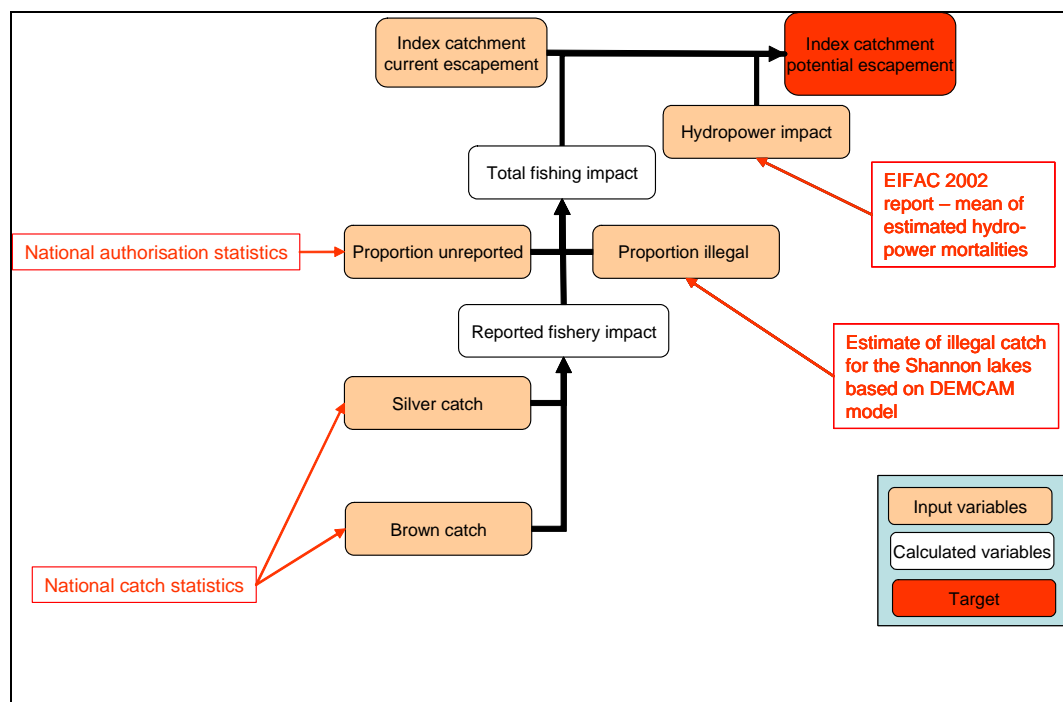 Index catchment
current escapement
Index catchment
potential escapement
Hydropower impact
Total fishing impact
EIFAC 2002
report – mean of
estimated hydro-
power mortalities
National authorisation statistics
Proportion unreported
Proportion illegal
Reported fishery impact
Estimate of illegal catch
for the Shannon lakes
based on DEMCAM
model
Silver catch
Brown catch
National catch statistics
Input variables
Calculated variables
Target